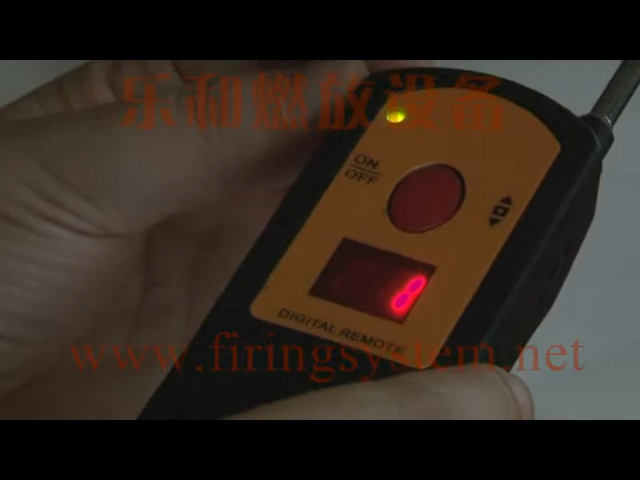 乐和燃放设备
ON
OFF
8
DIGITAL REMOTE
www.firingsystem.net